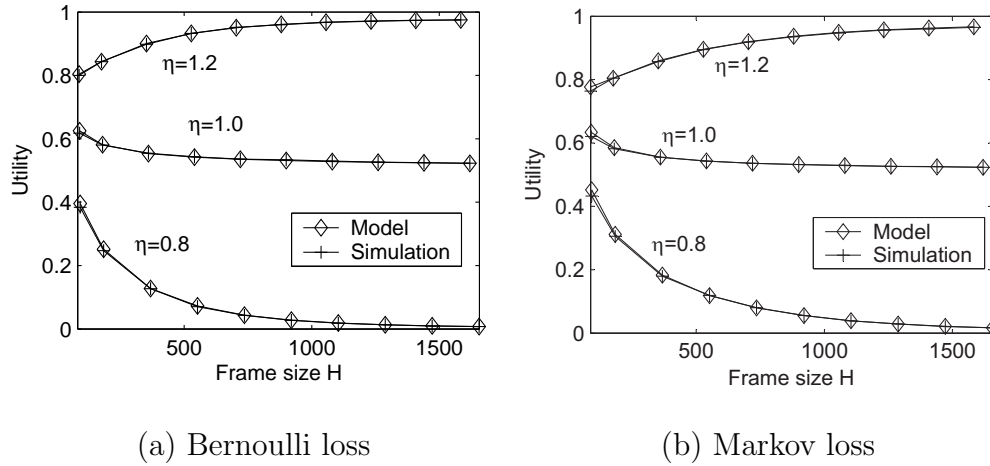 1
0.8
0.6
0.4
0.2
0
Utility
η=1.2
η=1.0
η=0.8
Model
Simulation
500
1000
1500
Frame size H
(a) Bernoulli loss
1
0.8
0.6
0.4
0.2
0
Utility
η=1.2
η=1.0
η=0.8
Model
Simulation
500
1000
1500
Frame size H
(b) Markov loss